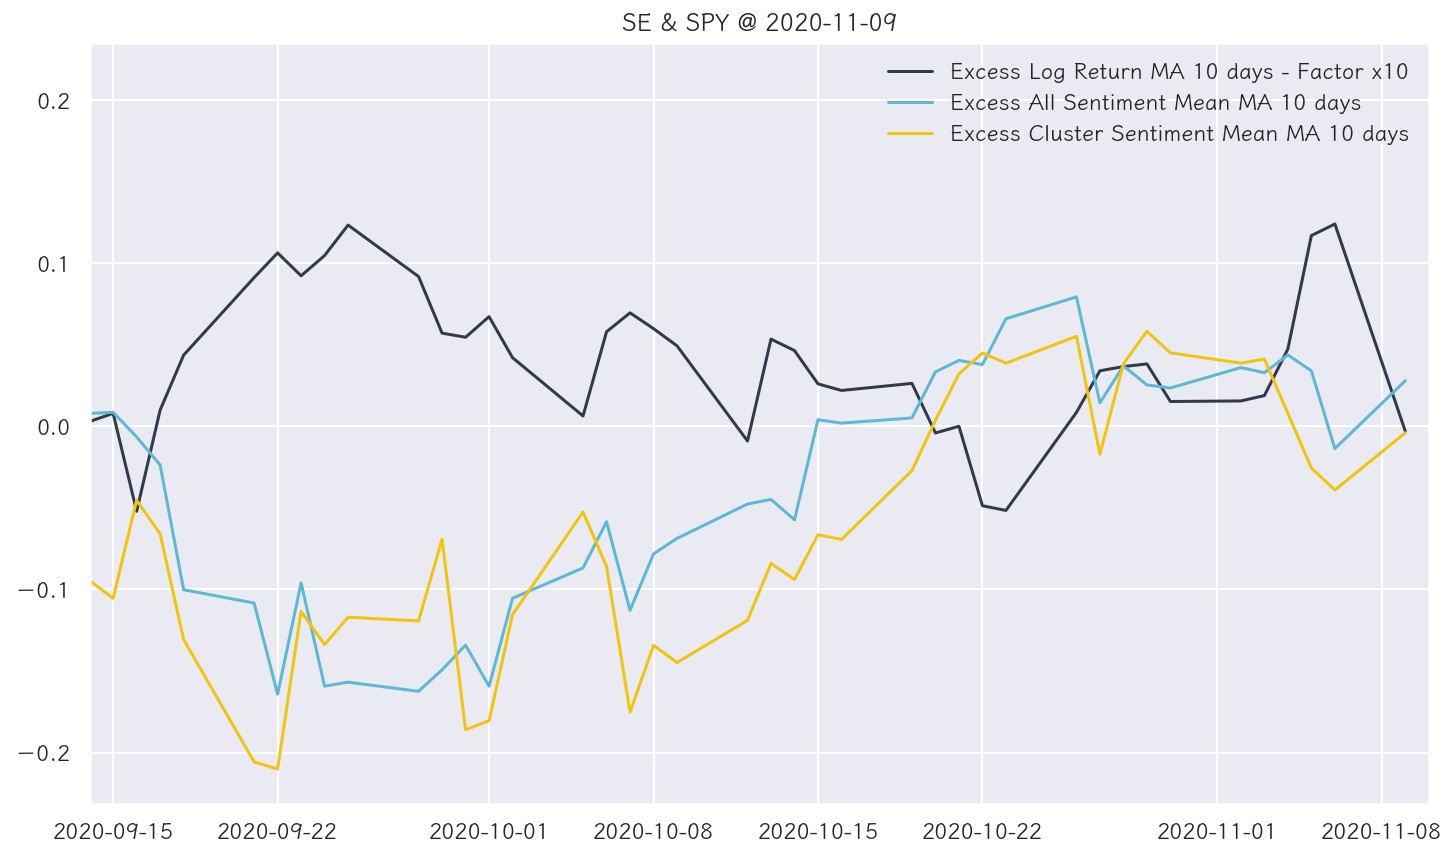 SE & SPY @ 2020-11-09
Excess Log Return MA 10 days - Factor x10
Excess All Sentiment Mean MA 10 days
Excess Cluster Sentiment Mean MA 10 days
0.2
0.1
0.0
−0.1
−0.2
2020-09-15 2020-09-22 2020-10-01 2020-10-08 2020-10-15 2020-10-22 2020-11-01 2020-11-08